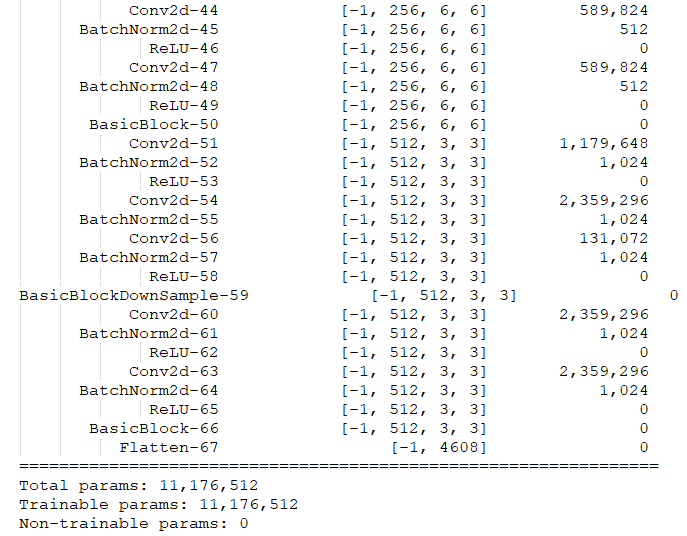 Conv2d-44 [-1, 256, 6, 6] 589,824
BatchNorm2d-45 [-1, 256, 6, 6] 512
ReLU-46 [-1, 256, 6, 6] 0
Conv2d-47 [-1, 256, 6, 6] 589,824
BatchNorm2d-48 [-1, 256, 6, 6] 512
ReLU-49 [-1, 256, 6, 6] 0
BasicBlock-50 [-1, 256, 6, 6] 0
Conv2d-51 [-1, 512, 3, 3] 1,179,648
BatchNorm2d-52 [-1, 512, 3, 3] 1,024
ReLU-53 [-1, 512, 3, 3] 0
Conv2d-54 [-1, 512, 3, 3] 2,359,296
BatchNorm2d-55 [-1, 512, 3, 3] 1,024
Conv2d-56 [-1, 512, 3, 3] 131,072
BatchNorm2d-57 [-1, 512, 3, 3] 1,024
ReLU-58 [-1, 512, 3, 3] 0
BasicBlockDownSample-59 [-1, 512, 3, 3] 0
Conv2d-60 [-1, 512, 3, 3] 2,359,296
BatchNorm2d-61 [-1, 512, 3, 3] 1,024
ReLU-62 [-1, 512, 3, 3] 0
Conv2d-63 [-1, 512, 3, 3] 2,359,296
BatchNorm2d-64 [-1, 512, 3, 3] 1,024
ReLU-65 [-1, 512, 3, 3] 0
BasicBlock-66 [-1, 512, 3, 3] 0
Flatten-67 [-1, 4608] 0
================================================================
Total params: 11,176,512
Trainable params: 11,176,512
Non-trainable params: 0